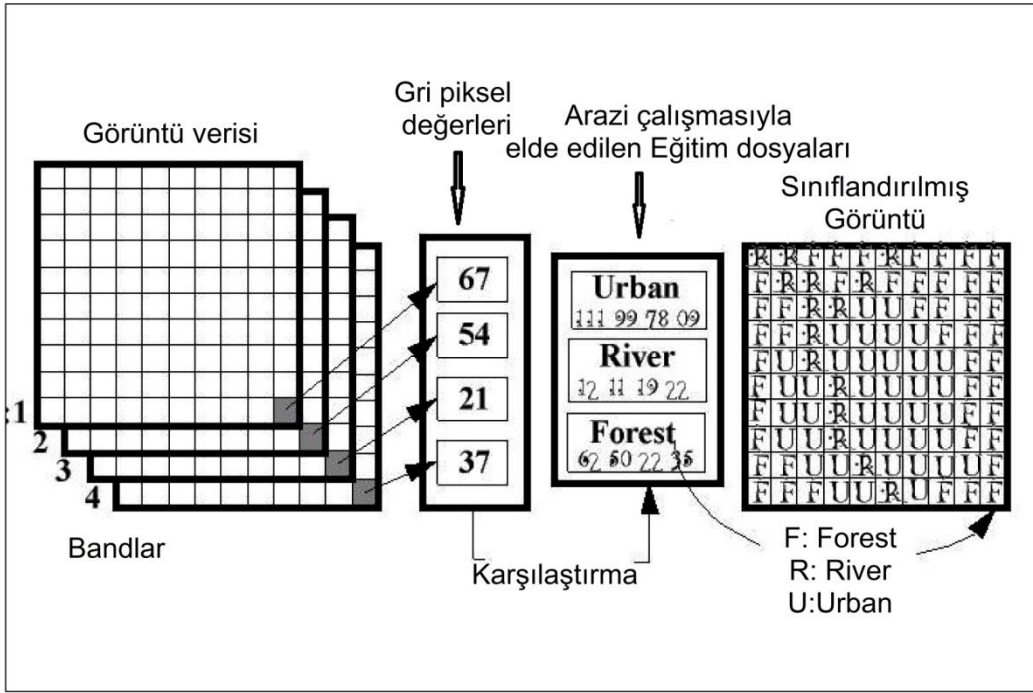 Görüntü verisi
Gri piksel
değerleri
Arazi çalışmasıyla
elde edilen Eğitim dosyaları
Sınıflandırılmış
Görüntü
:1
2
3
4
Bandlar
67
54
21
37
Urban
111 99 78 09
River
12 11 19 22
Forest
62 50 22 35
Karşılaştırma
R R F F F R F F F F
F R R F R F F F F F
F F R R U U F F F F
F F R U U U U F F F
F U R U U U U U F F
F U U R U U U U F F
F U U R U U U U F F
F U U R U U U U F F
F F U U R U U U U F
F F F U U R U F F F
F: Forest
R: River
U:Urban